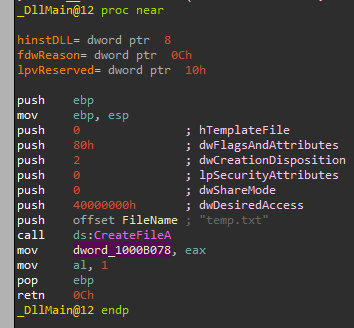 _DllMain@12 proc near
hinstDLL= dword ptr  8
fdwReason= dword ptr  0Ch
lpvReserved= dword ptr  10h
push    ebp
mov     ebp, esp
push    0               ; hTemplateFile
push    80h             ; dwFlagsAndAttributes
push    2               ; dwCreationDisposition
push    0               ; lpSecurityAttributes
push    0               ; dwShareMode
push    40000000h       ; dwDesiredAccess
push    offset FileName ; "temp.txt"
call    ds:CreateFileA
mov     dword_1000B078, eax
mov     al, 1
pop     ebp
retn    0Ch
_DllMain@12 endp